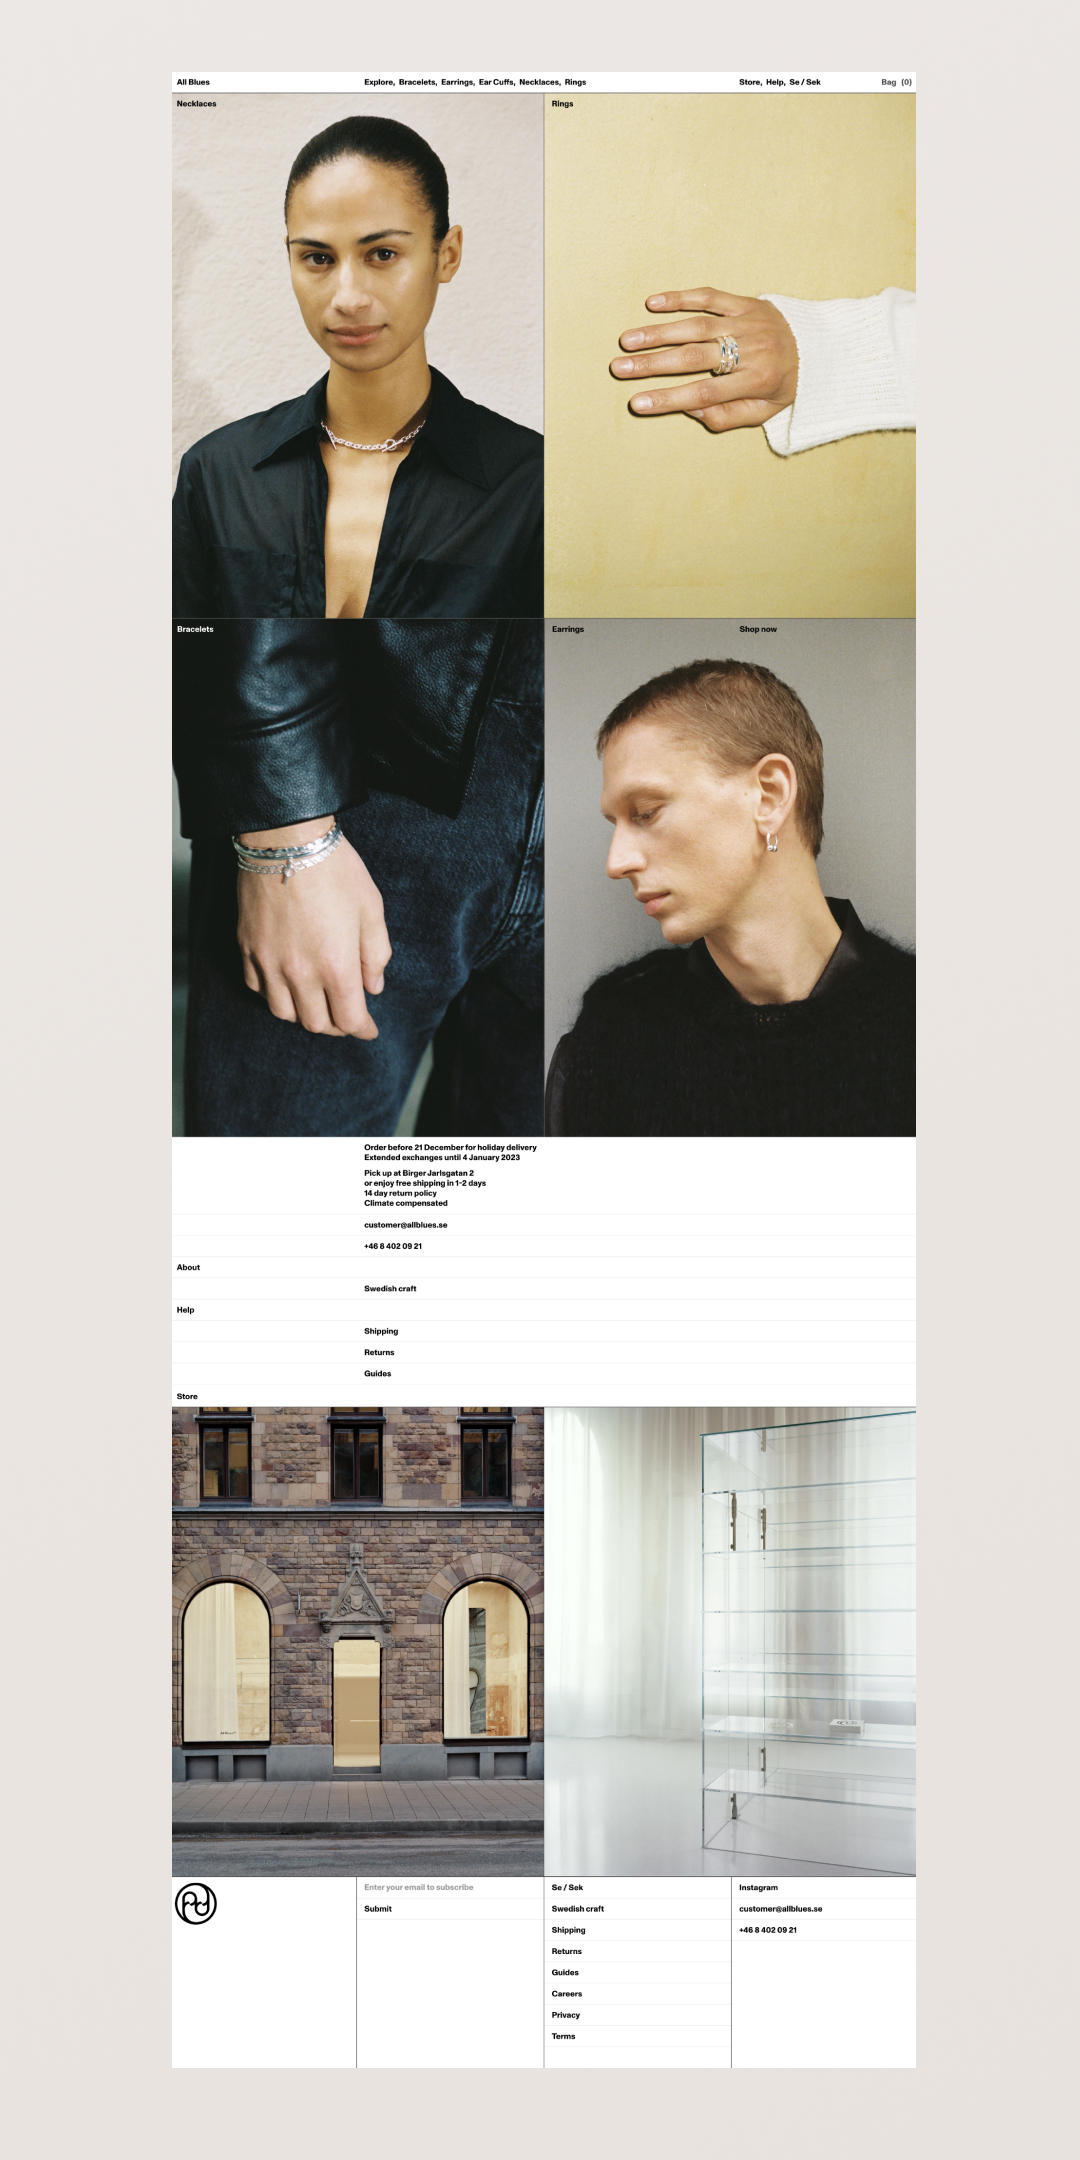 All Blues
Explore, Bracelets, Earrings, Ear Cuffs, Necklaces, Rings
Store, Help, Se / Sek
Bag (0)
Necklaces
Rings
Bracelets
Earrings
Shop now
Order before 21 December for holiday delivery
Extended exchanges until 4 January 2023
Pick up at Birger Jarlsgatan 2
or enjoy free shipping in 1-2 days
14 day return policy
Climate compensated
customer@allblues.se
+46 8 402 09 21
About
Swedish craft
Help
Shipping
Returns
Guides
Store
Enter your email to subscribe
Submit
Se / Sek
Swedish craft
Shipping
Returns
Guides
Careers
Privacy
Terms
Instagram
customer@allblues.se
+46 8 402 09 21